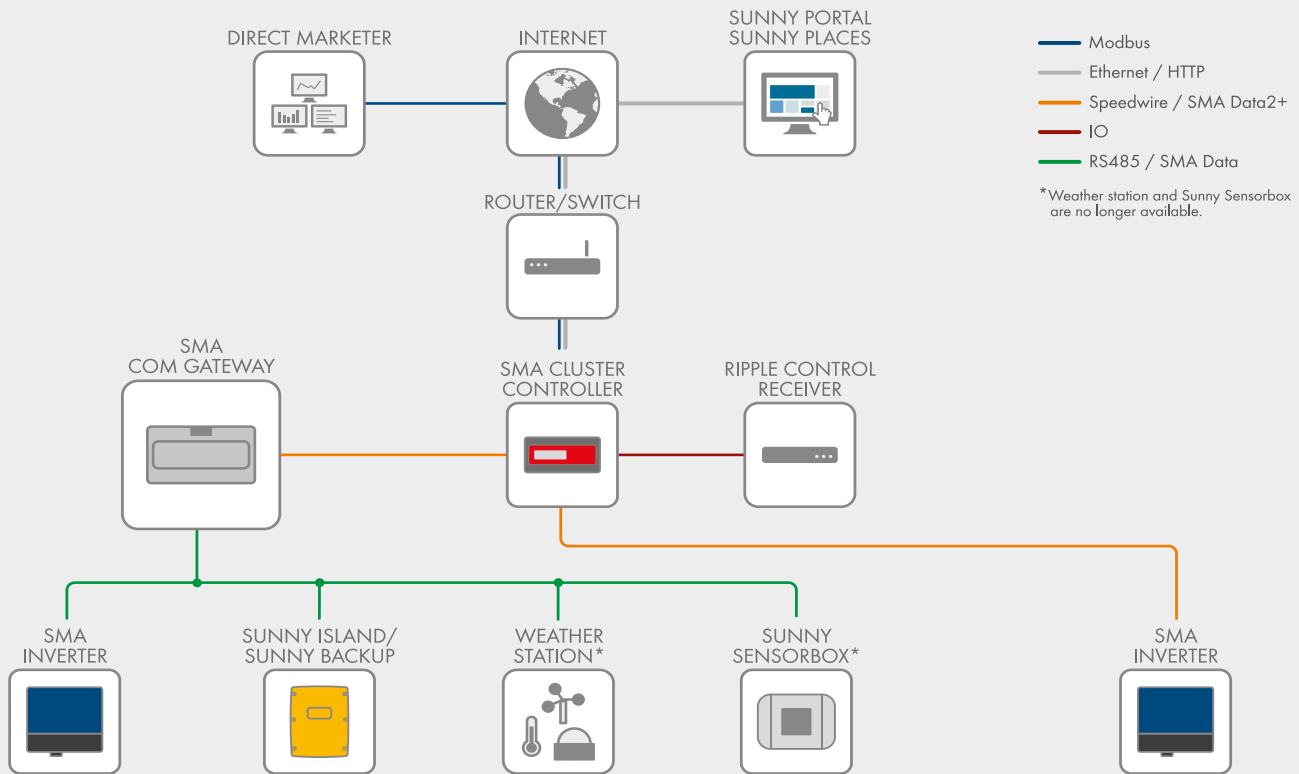 DIRECT MARKETER
INTERNET
SUNNY PORTAL
SUNNY PLACES
Modbus
Ethernet / HTTP
Speedwire / SMA Data2+
IO
RS485 / SMA Data
*Weather station and Sunny Sensorbox
are no longer available.
ROUTER/SWITCH
SMA
COM GATEWAY
SMA CLUSTER
CONTROLLER
RIPPLE CONTROL
RECEIVER
SMA
INVERTER
SUNNY ISLAND/
SUNNY BACKUP
WEATHER
STATION*
SUNNY
SENSORBOX*
SMA
INVERTER